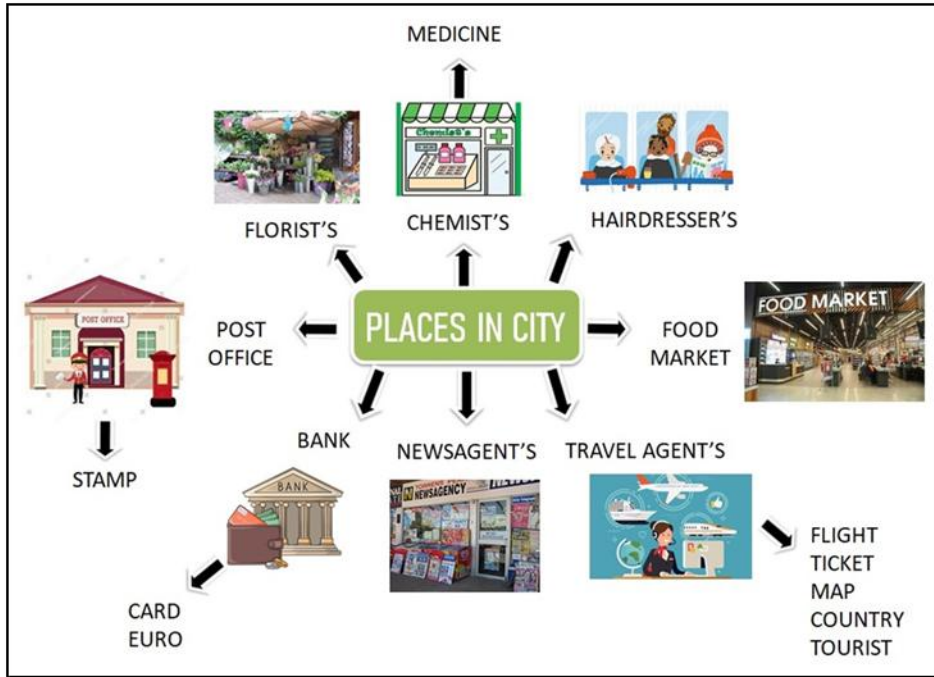 MEDICINE
Chemist's
FLORIST'S
CHEMIST'S
HAIRDRESSER'S
POST OFFICE
POST
OFFICE
PLACES IN CITY
FOOD
MARKET
FOOD MARKET
STAMP
BANK
BANK
NEWSAGENT'S
NEWSAGENCY
TRAVEL AGENT'S
CARD
EURO
FLIGHT
TICKET
MAP
COUNTRY
TOURIST